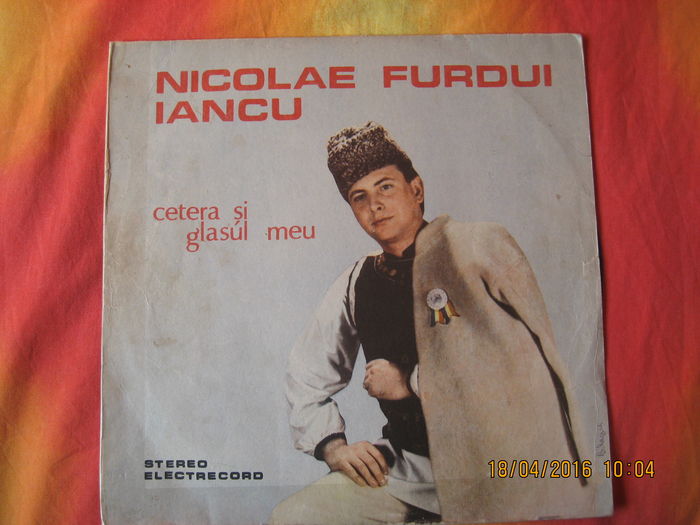 NICOLAE FURDUI
IANCU
cetera și
glasul meu
STEREO
ELECTRECORD
18/04/2016 10:04